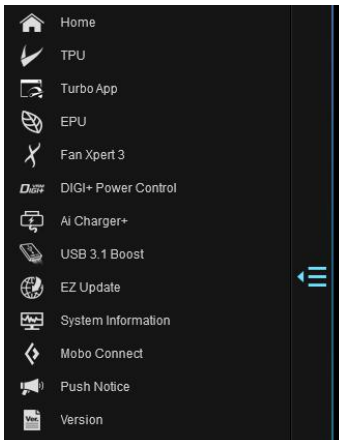 Home
TPU
Turbo App
EPU
Fan Xpert 3
DIGI+ Power Control
Ai Charger+
USB 3.1 Boost
EZ Update
System Information
Mobo Connect
Push Notice
Ver. Version